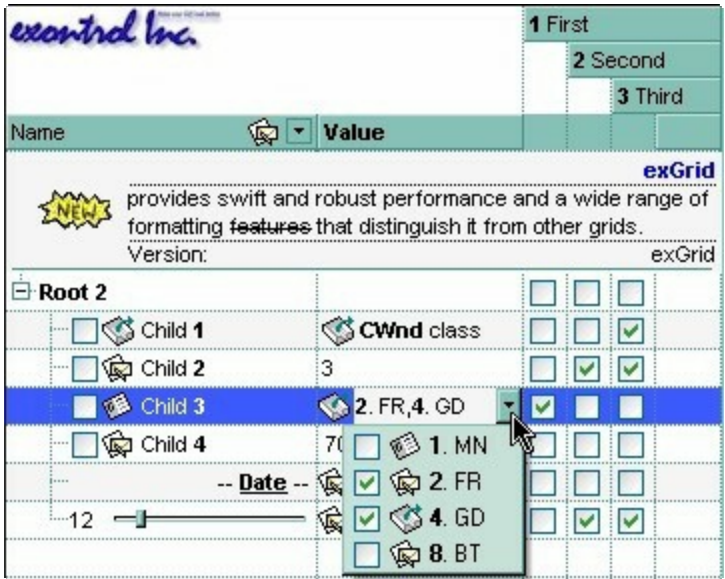 exontrol Inc.
1 First
2 Second
3 Third
Name Value
exGrid
NEW! provides swift and robust performance and a wide range of
formatting features that distinguish it from other grids.
Version: exGrid
Root 2
Child 1 CWnd class
Child 2 3
Child 3 2. FR,4. GD
Child 4 70
1. MN
-- Date -- 2. FR
12 4. GD
8. BT